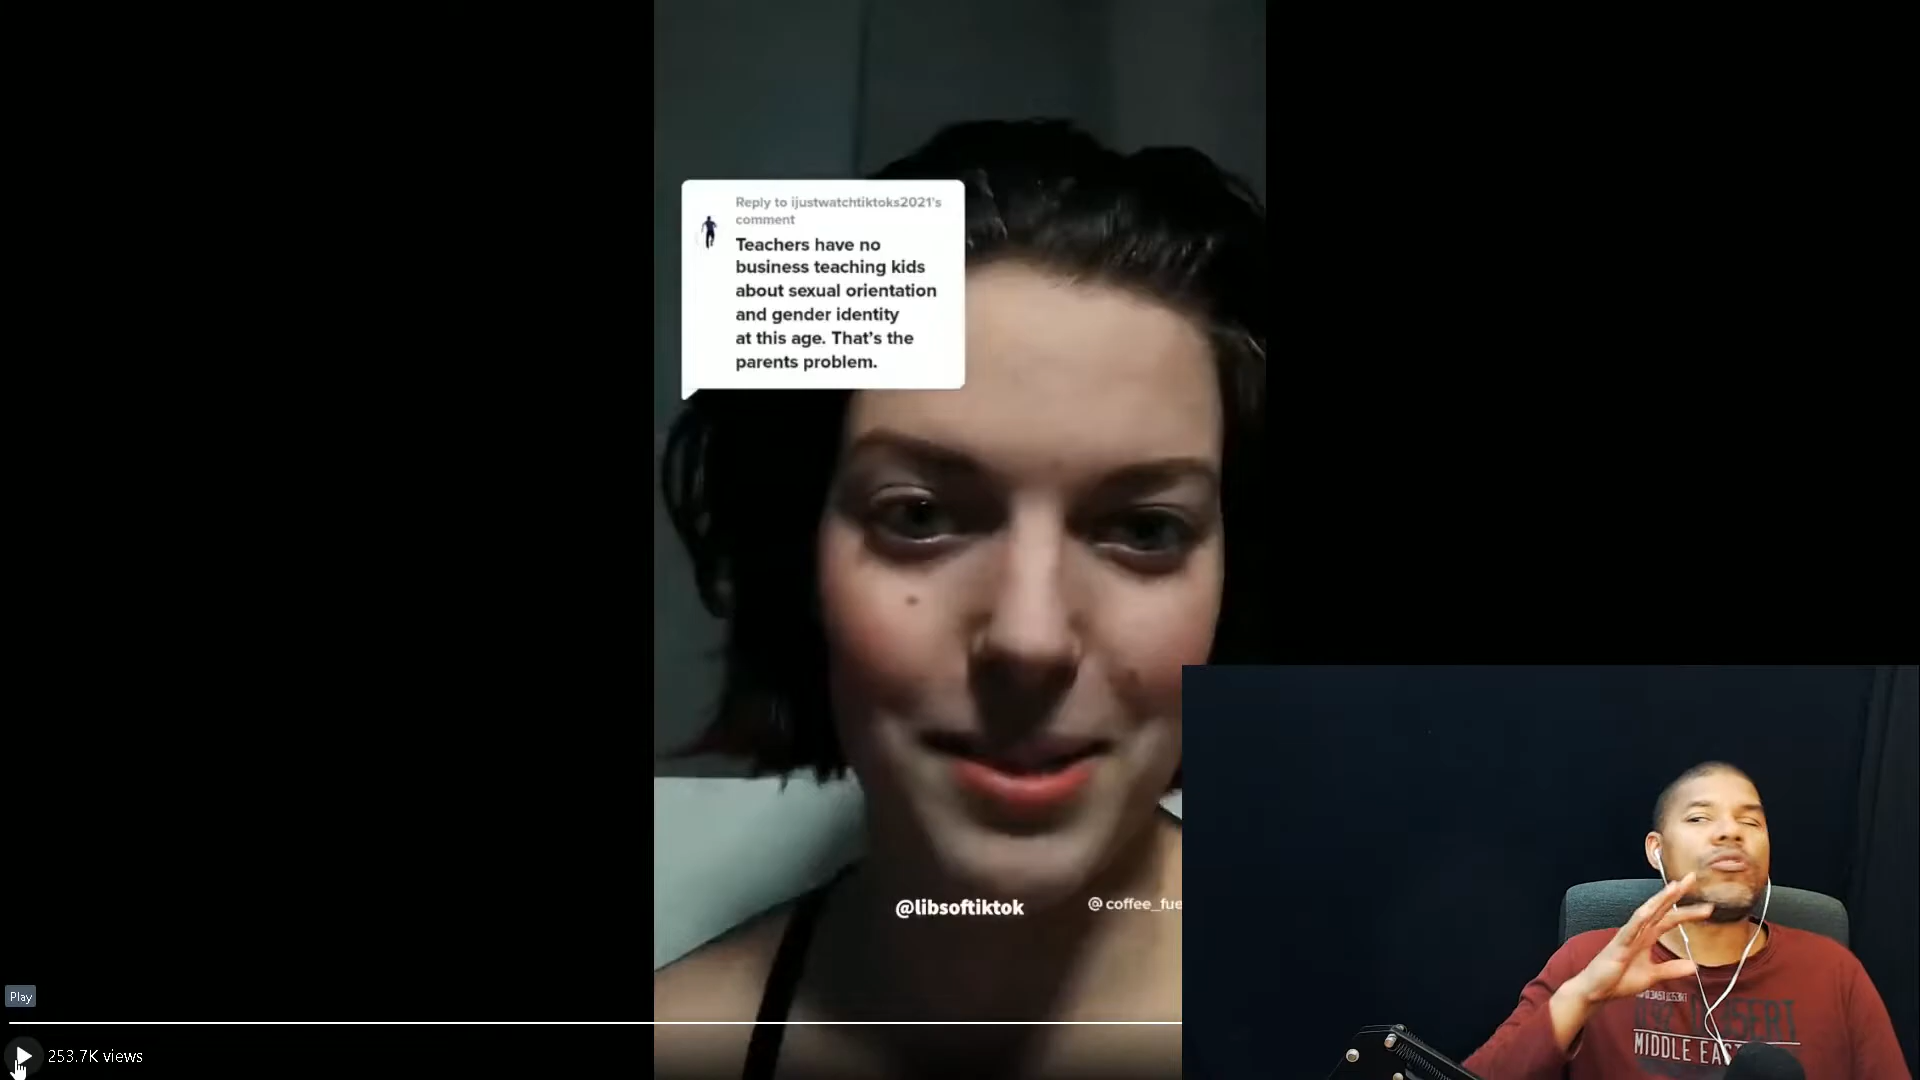 Reply to ijustwatchtiktoks2021's
comment
Teachers have no
business teaching kids
about sexual orientation
and gender identity
at this age. That's the
parents problem.
@libsoftiktok
@ coffee_fue
Play
253.7K views
MIDDLE EAS